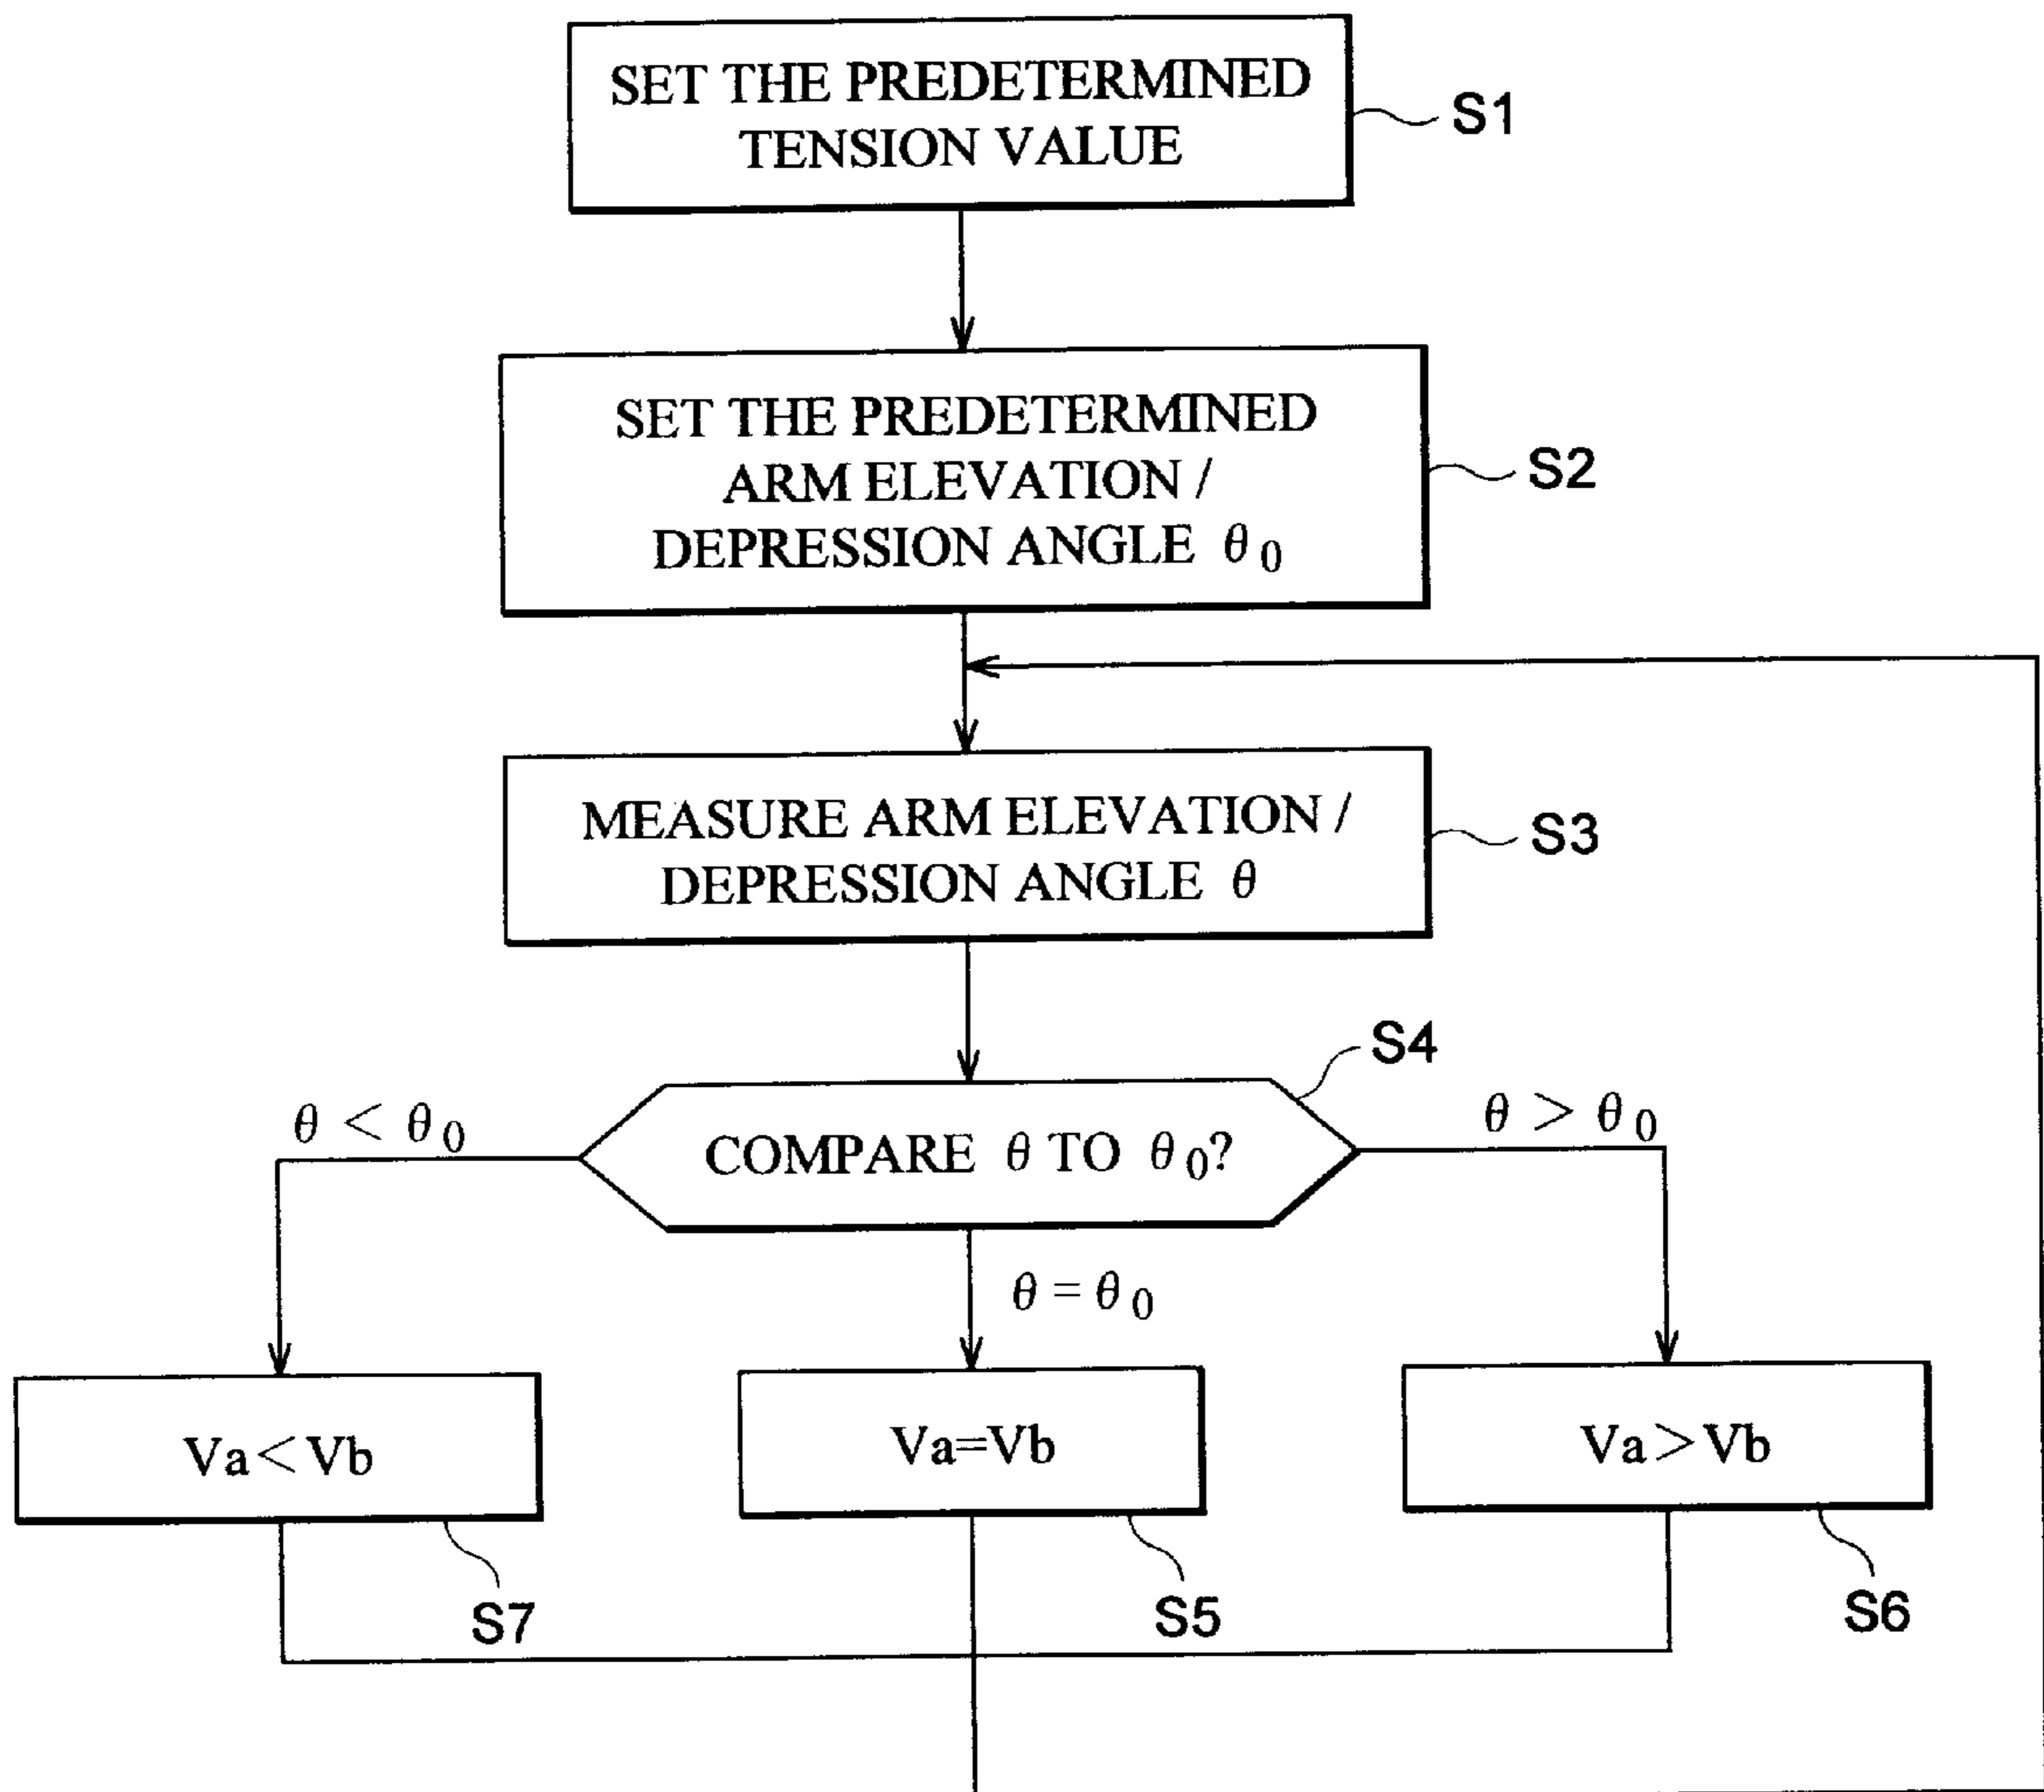 SET THE PREDETERMINED
TENSION VALUE
S1
SET THE PREDETERMINED
ARM ELEVATION /
DEPRESSION ANGLE θ0
S2
MEASURE ARM ELEVATION /
DEPRESSION ANGLE θ
S3
S4
θ < θ0
COMPARE θ TO θ0?
θ > θ0
θ = θ0
Va<Vb
Va=Vb
Va>Vb
S7
S5
S6